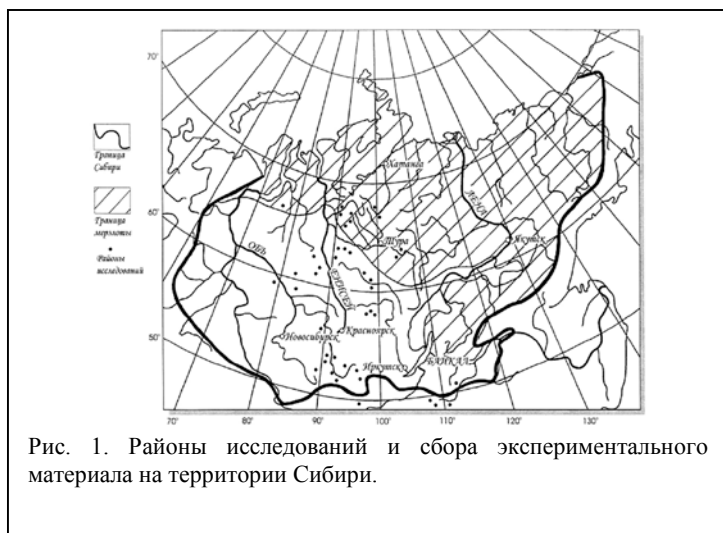 70'
60'
50'
Граница
Сибири
Граница
мерзлоты
Районы
исследований
Хатанга
ЛЕНА
Тура
Якутск
ОБЬ
ЕНИСЕЙ
Новосибирск
Красноярск
Иркутск
БАЙКАЛ
70'
80'
90'
100'
110'
120'
130'
Рис. 1. Районы исследований и сбора экспериментального
материала на территории Сибири.